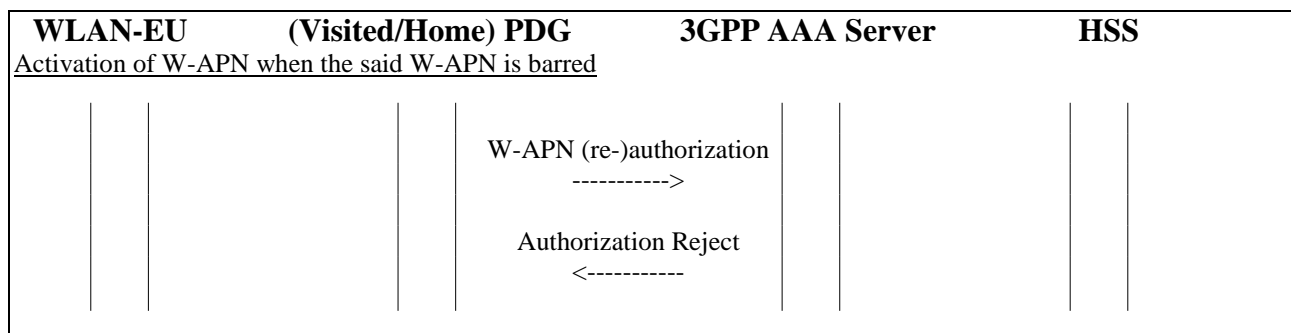 WLAN-EU (Visited/Home) PDG 3GPP AAA Server HSS
Activation of W-APN when the said W-APN is barred
W-APN (re-)authorization
----------->
Authorization Reject
<-----------